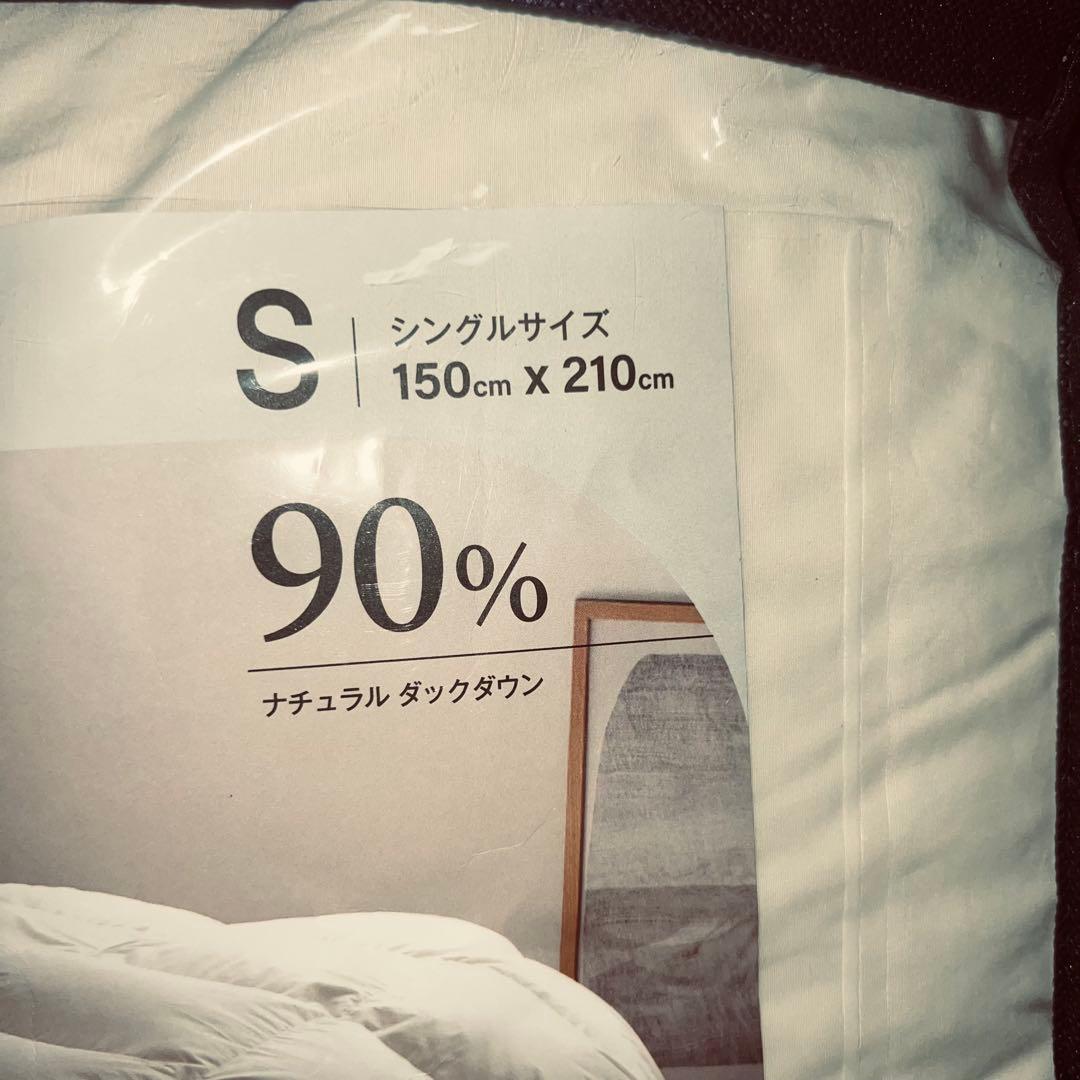 S
シングルサイズ
150cm x 210cm
90%
ナチュラル ダックダウン